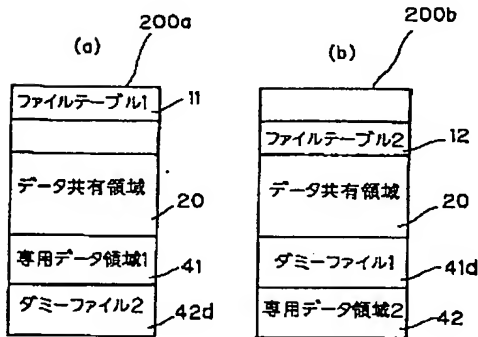 (a)
200a
ファイルテーブル1
11
データ共有領域
20
専用データ領域1
41
ダミーファイル2
42d
(b)
200b
ファイルテーブル2
12
データ共有領域
20
ダミーファイル1
41d
専用データ領域2
42